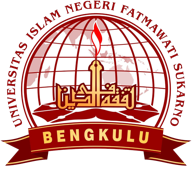 UNIVERSITAS ISLAM NEGERI FATMAWATI SUKARNO
BENGKULU